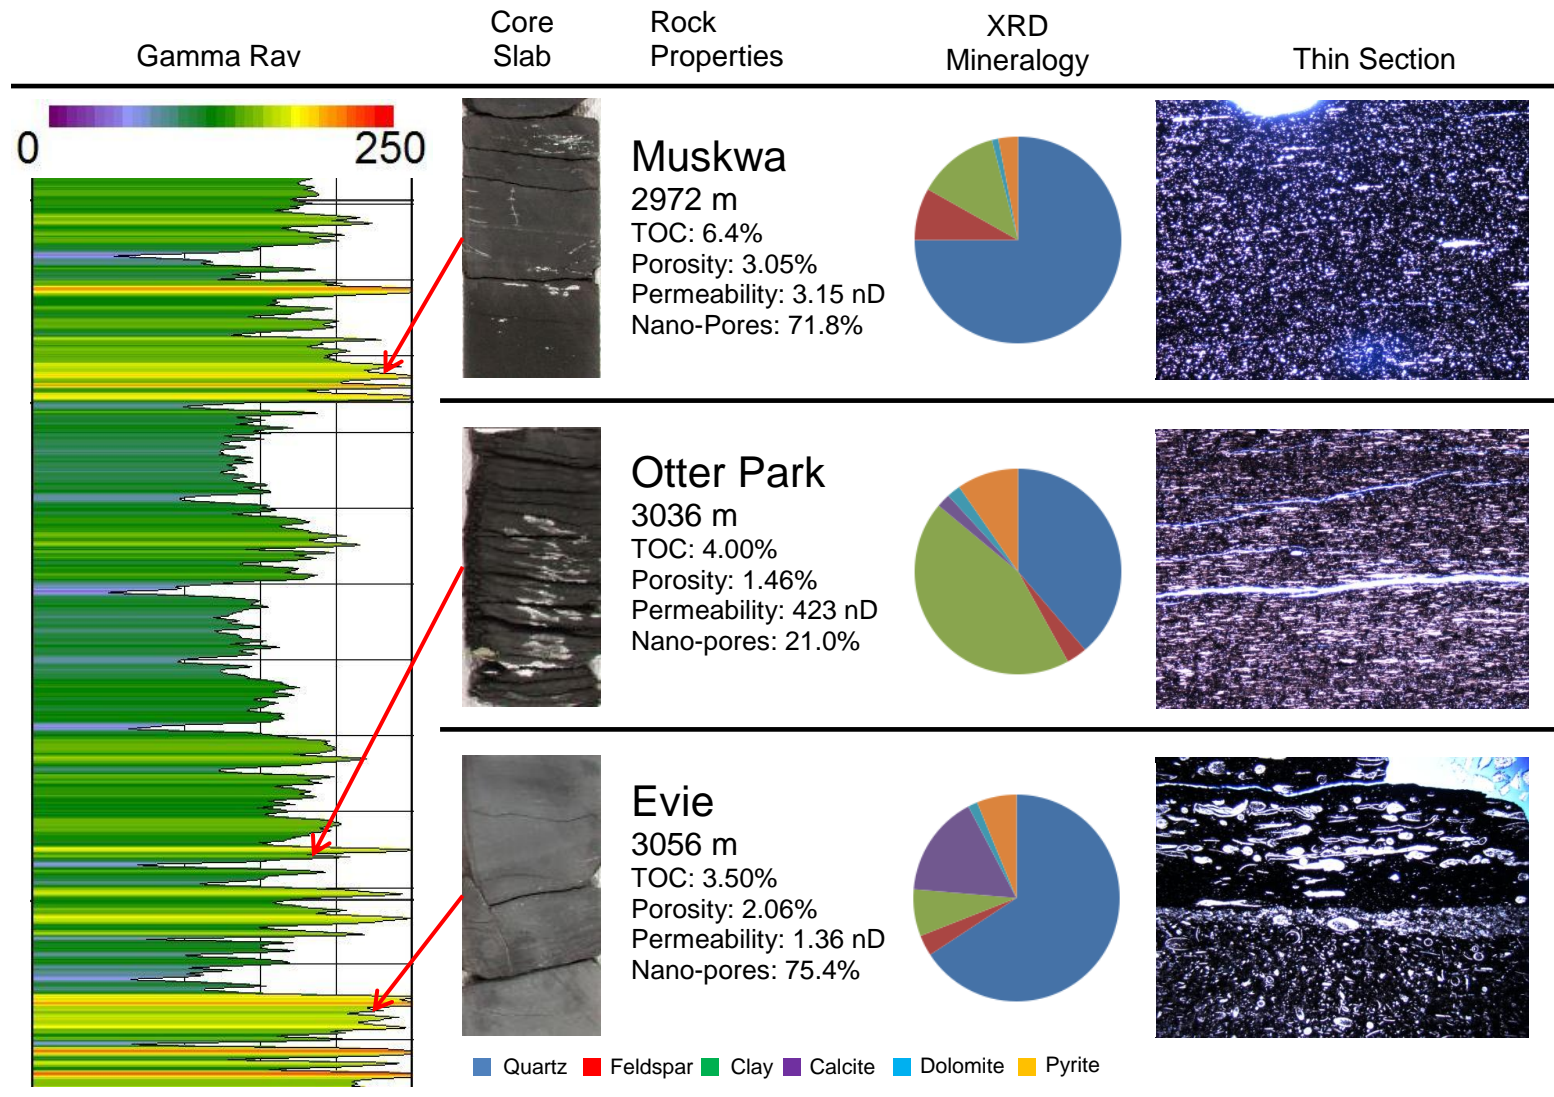 Gamma Rav
Core
Slab
Rock
Properties
XRD
Mineralogy
Thin Section
0
250
Muskwa
2972 m
TOC: 6.4%
Porosity: 3.05%
Permeability: 3.15 nD
Nano-Pores: 71.8%
Otter Park
3036 m
TOC: 4.00%
Porosity: 1.46%
Permeability: 423 nD
Nano-pores: 21.0%
Evie
3056 m
TOC: 3.50%
Porosity: 2.06%
Permeability: 1.36 nD
Nano-pores: 75.4%
Quartz Feldspar Clay Calcite Dolomite Pyrite